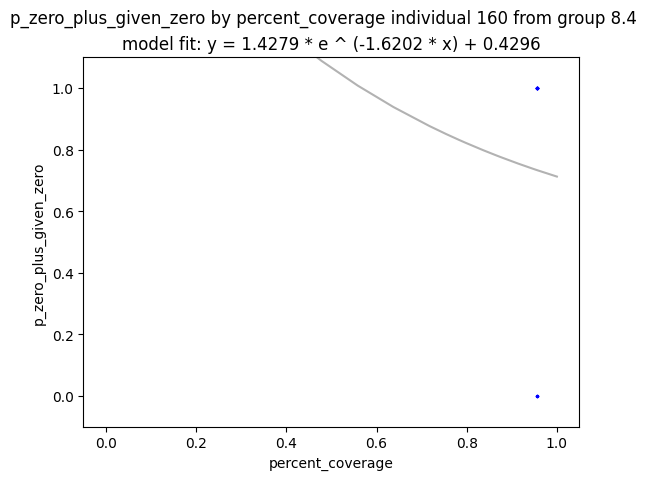 p_zero_plus_given_zero by percent_coverage individual 160 from group 8.4
model fit: y = 1.4279 * e ^ (-1.6202 * x) + 0.4296
1.0
0.8
0.6
0.4
0.2
0.0
p_zero_plus_given_zero
0.0 0.2 0.4 0.6 0.8 1.0
percent_coverage